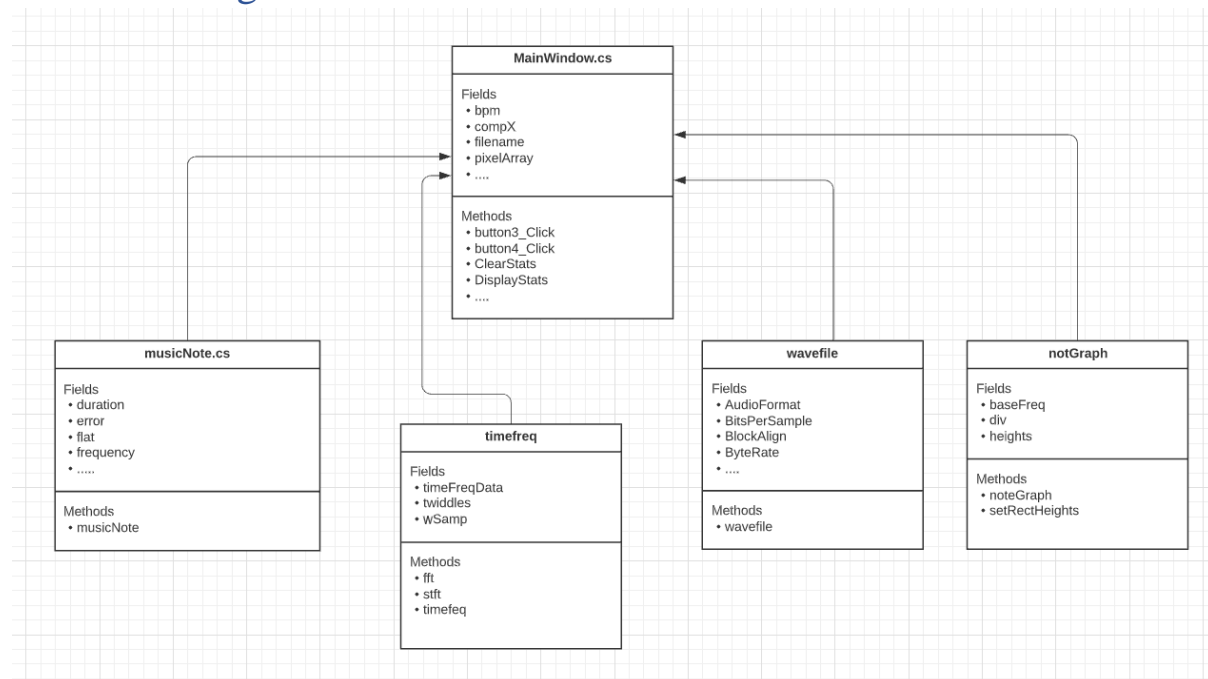 MainWindow.cs
Fields
• bpm
• compX
• filename
• pixelArray
• ....
Methods
• button3_Click
• button4_Click
• ClearStats
• DisplayStats
• ....
musicNote.cs
Fields
• duration
• error
• flat
• frequency
• .....
Methods
• musicNote
timefreq
Fields
• timeFreqData
• twiddles
• wSamp
Methods
• fft
• stft
• timefeq
wavefile
Fields
• AudioFormat
• BitsPerSample
• BlockAlign
• ByteRate
• ....
Methods
• wavefile
notGraph
Fields
• baseFreq
• div
• heights
Methods
• noteGraph
• setRectHeights